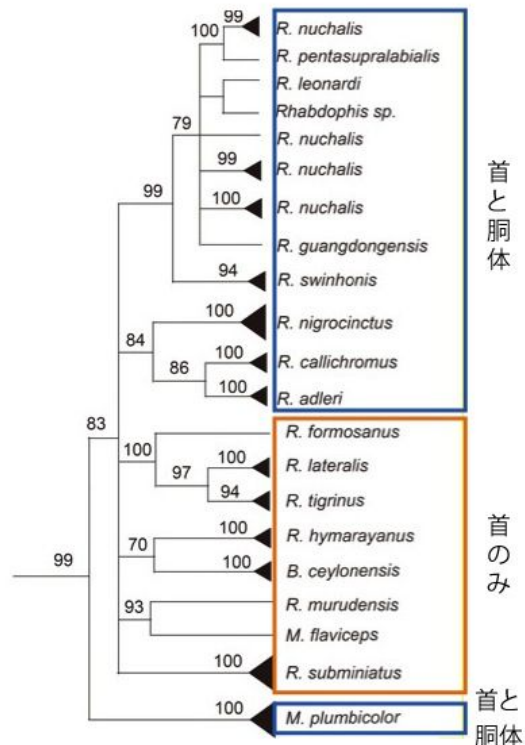 99
100
R. nuchalis
R. pentasupralabialis
R. leonardi
Rhabdophis sp.
79
R. nuchalis
99
R. nuchalis
99
100
R. nuchalis
R. guangdongensis
94
R. swinhonis
首と胴体
100
R. nigrocinctus
84
100
R. callichromus
86
100
R. adleri
83
R. formosanus
100
100
R. lateralis
97
94
R. tigrinus
100
R. hymarayanus
70
100
B. ceylonensis
99
R. murudensis
93
M. flaviceps
100
R. subminiatus
首のみ
100
M. plumbicolor
首と
胴体